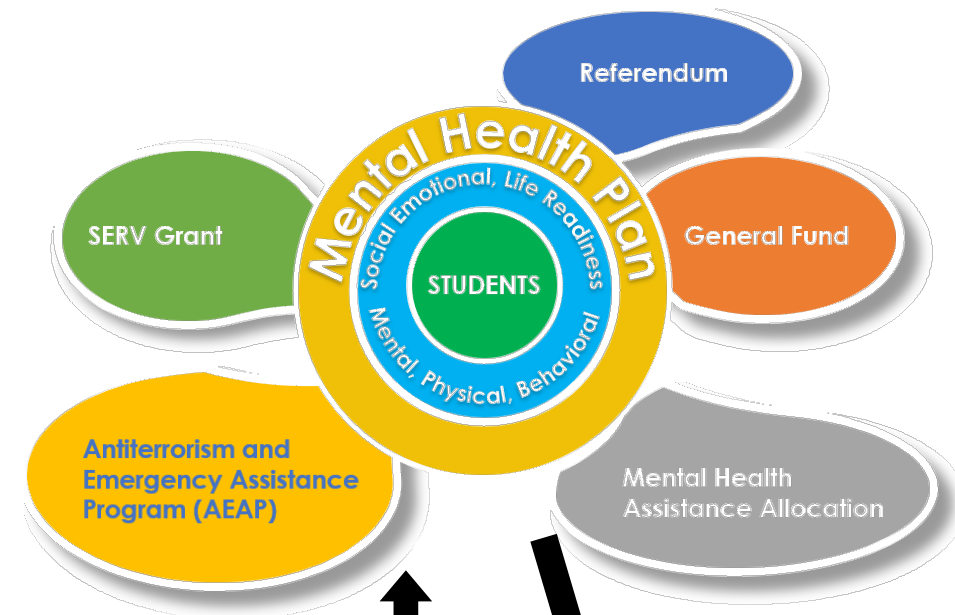 Referendum
Mental Health Plan
Social Emotional, Life Readiness
SERV Grant
General Fund
STUDENTS
Mental, Physical, Behavioral
Antiterrorism and
Emergency Assistance
Program (AEAP)
Mental Health
Assistance Allocation